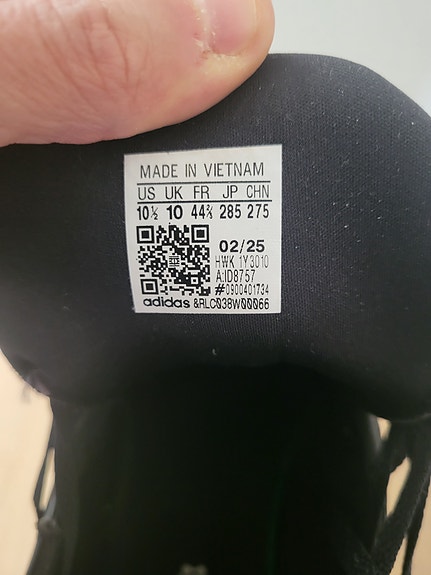 MADE IN VIETNAM
US UK FR JP CHN
10½ 10 44⅔ 285 275
02/25
HWK 1Y3010
A:ID8757
#0900401734
adidas &RLC038W00066